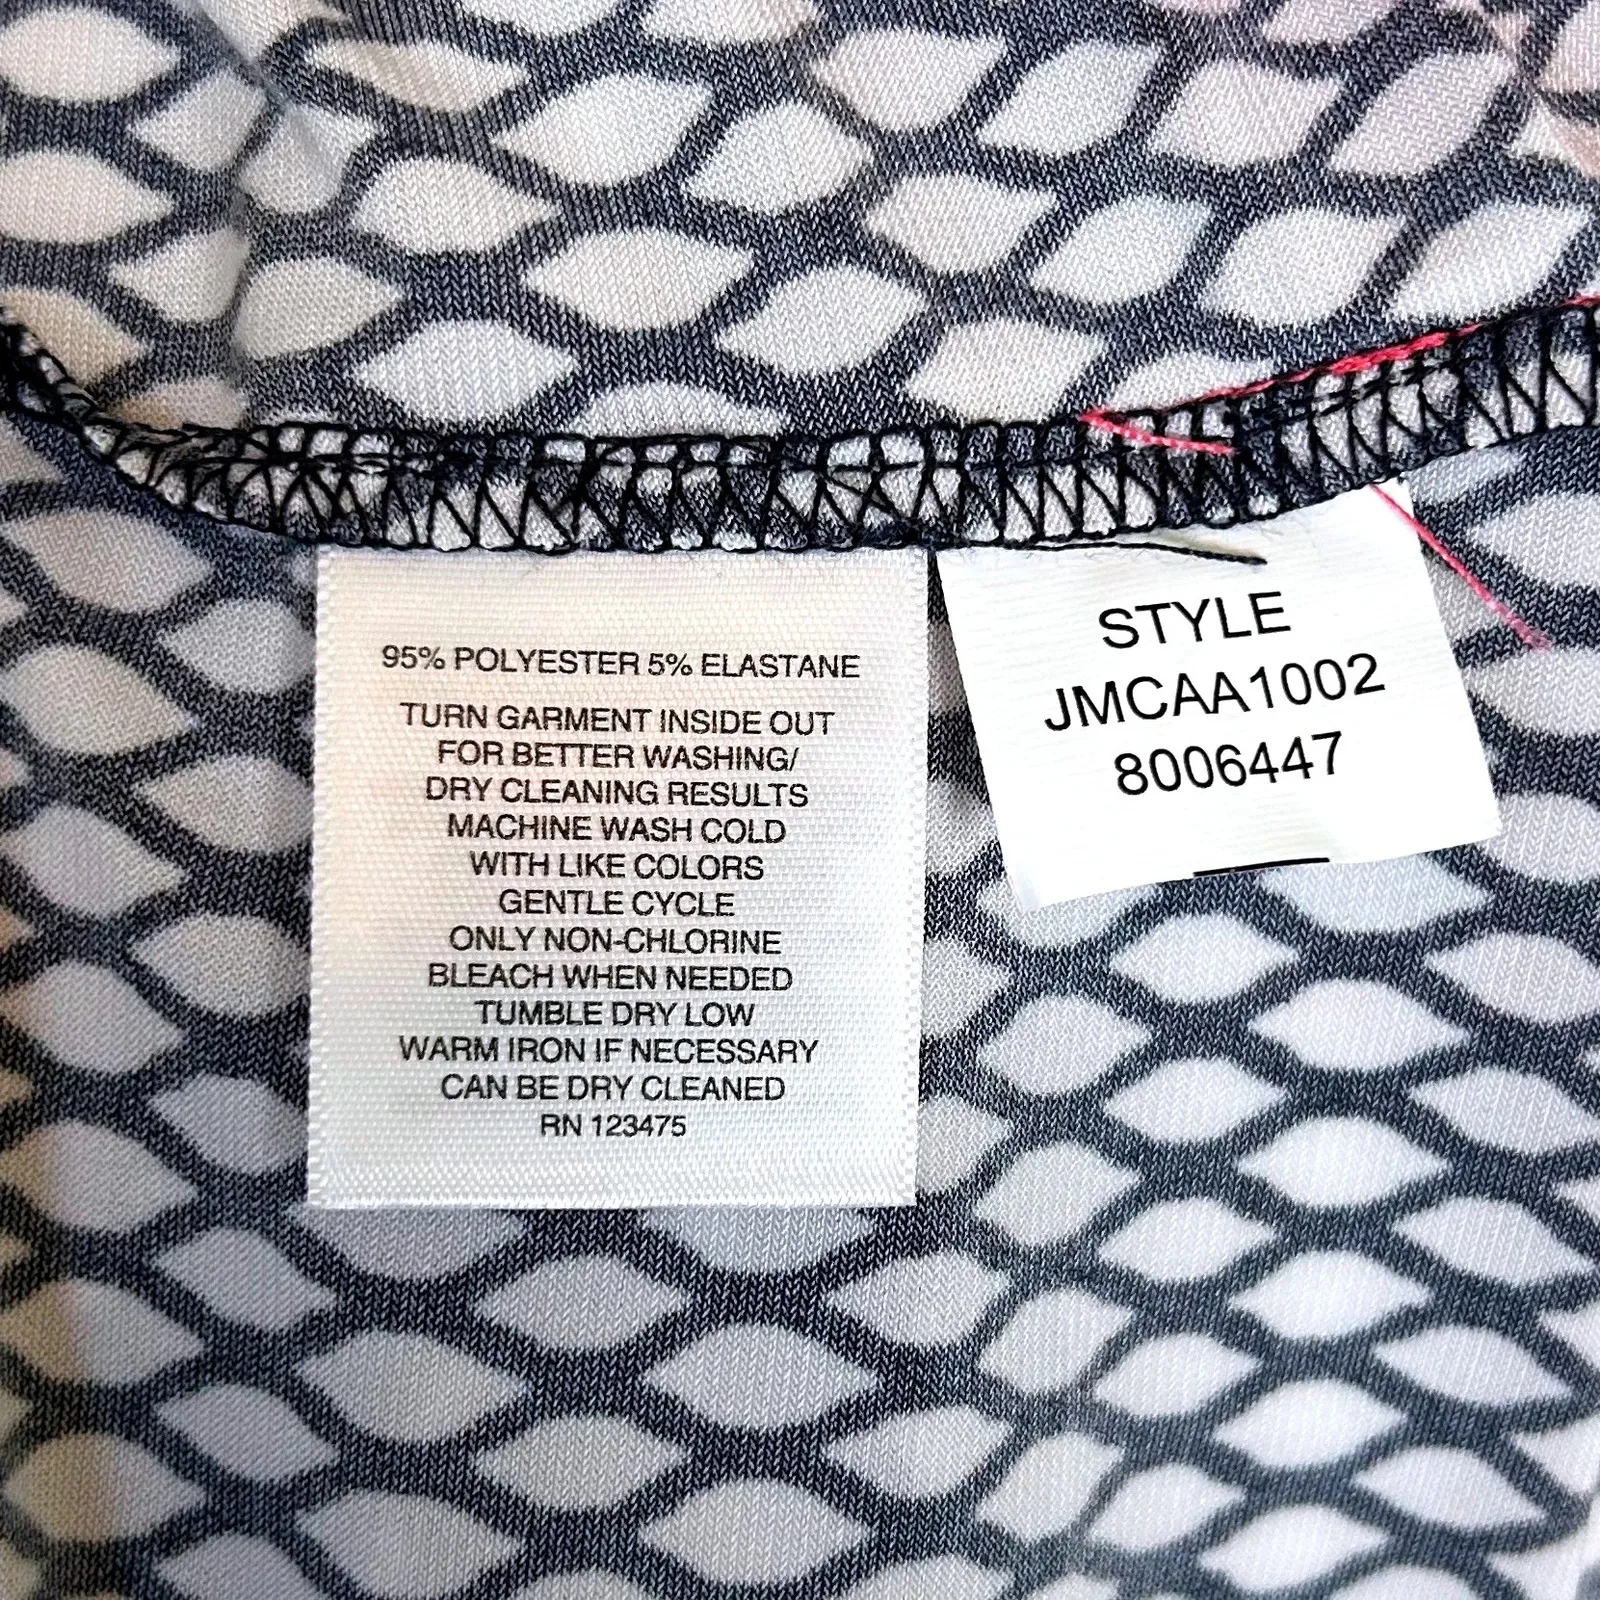 95% POLYESTER 5% ELASTANE
TURN GARMENT INSIDE OUT
FOR BETTER WASHING/
DRY CLEANING RESULTS
MACHINE WASH COLD
WITH LIKE COLORS
GENTLE CYCLE
ONLY NON-CHLORINE
BLEACH WHEN NEEDED
TUMBLE DRY LOW
WARM IRON IF NECESSARY
CAN BE DRY CLEANED
RN 123475
STYLE
JMCAA1002
8006447